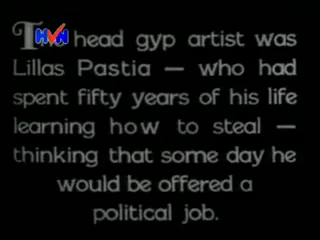 The head gyp artist was
Lillas Pastia — who had
spent fifty years of his life
learning how to steal —
thinking that some day he
would be offered a
political job.